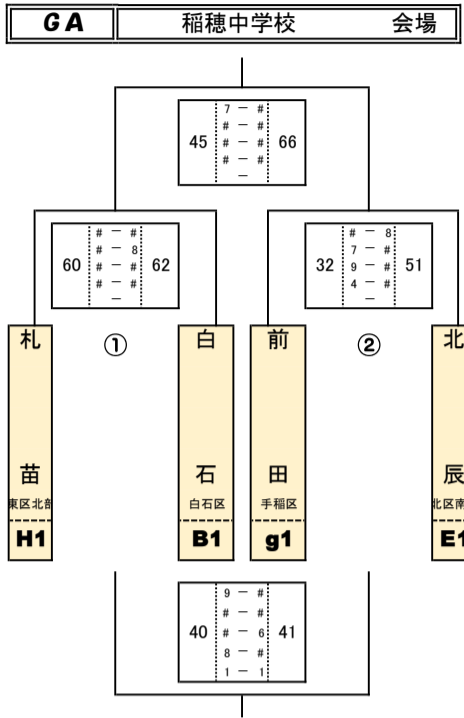 GA 稲穂中学校 会場
7 ー #
# ー #
45 # ー # 66
# ー #
ー
# ー #
# ー 8
60 # ー # 62
# ー #
ー
# ー 8
7 ー #
32 9 ー # 51
4 ー #
ー
① ②
札苗
東区北部
H1
白石
白石区
B1
前田
手稲区
g1
北辰
北区南
E1
9 ー #
# ー #
40 # ー 6 41
8 ー #
1 ー 1